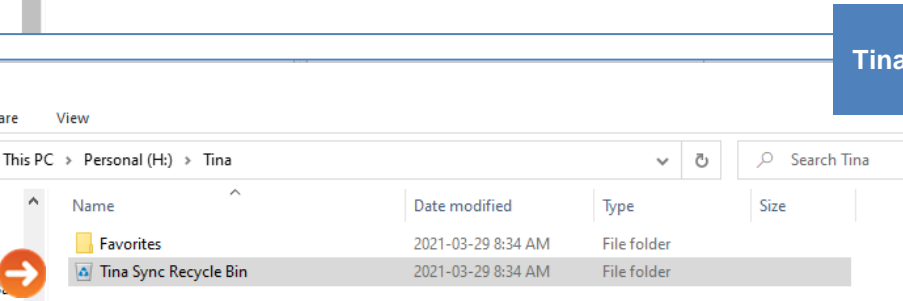 Tina
are View
This PC > Personal (H:) > Tina Search Tina
Name Date modified Type Size
Favorites 2021-03-29 8:34 AM File folder
Tina Sync Recycle Bin 2021-03-29 8:34 AM File folder